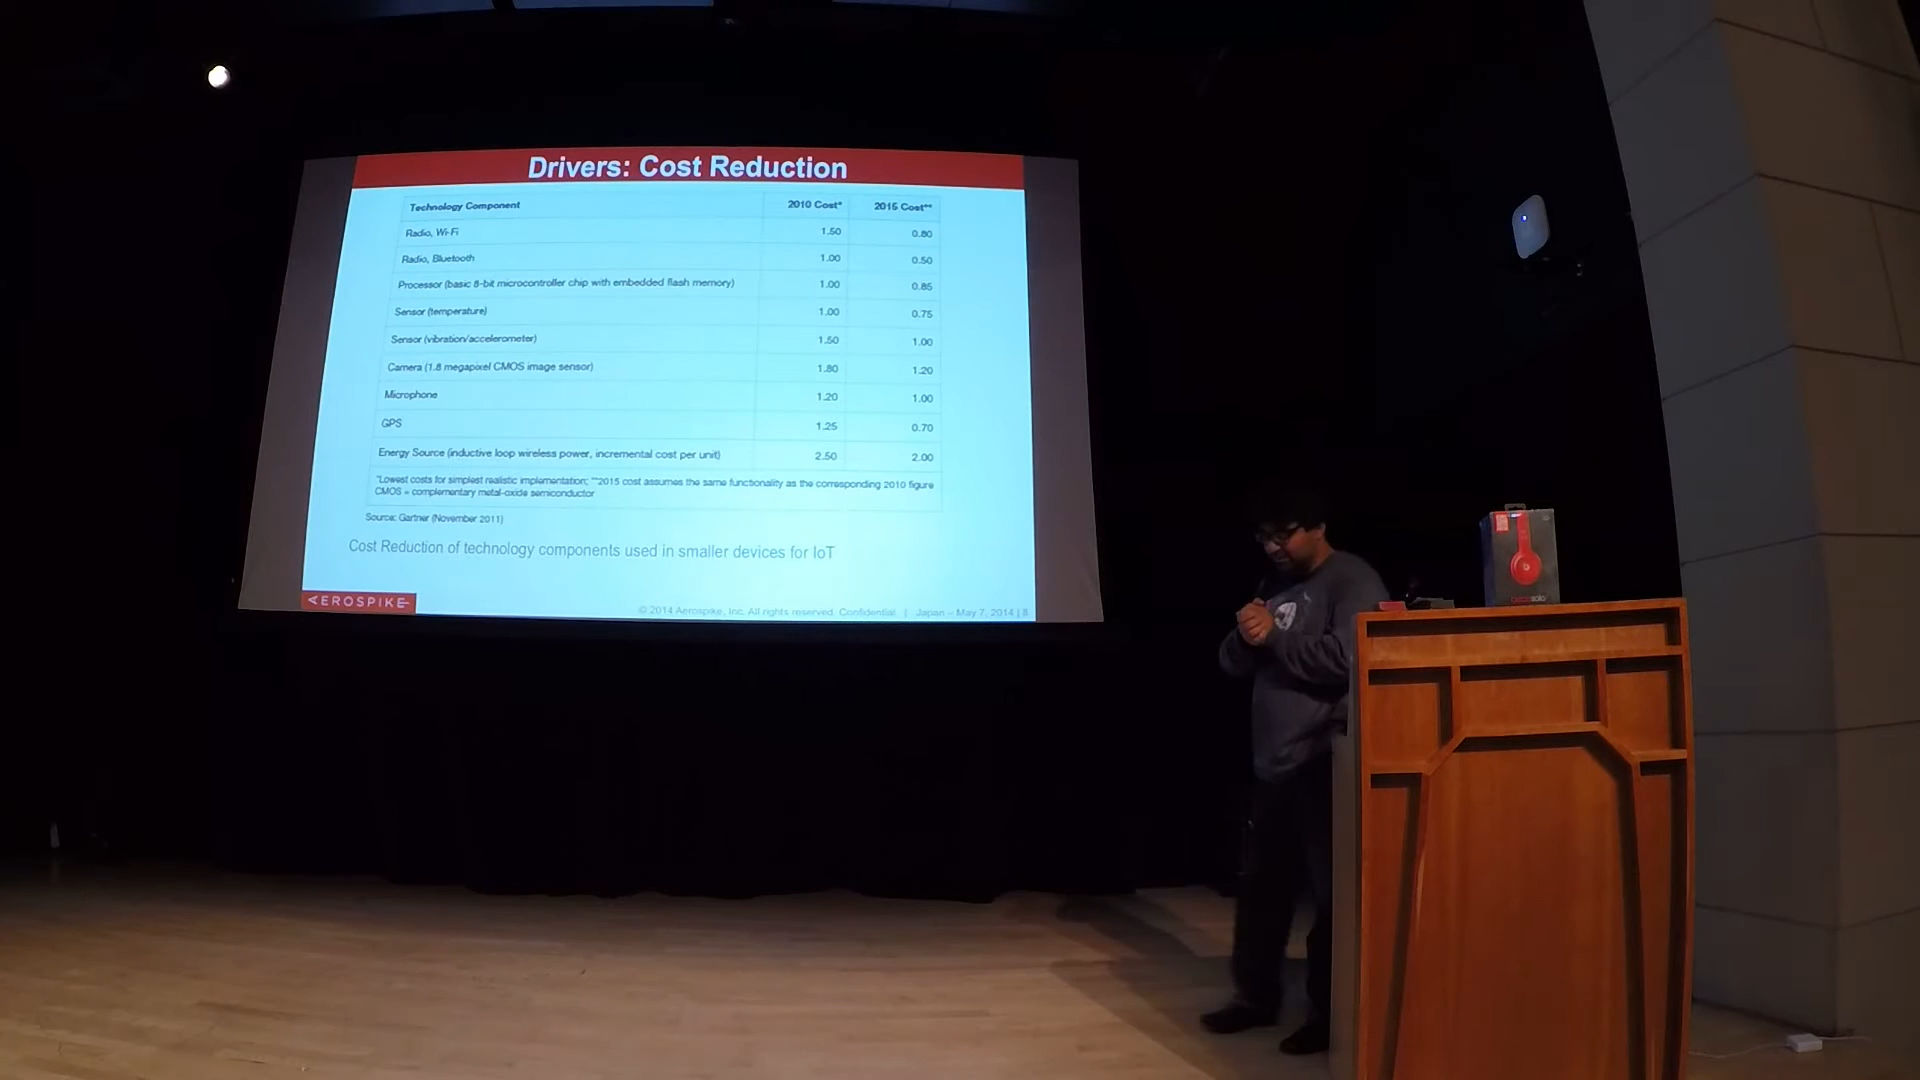 Drivers: Cost Reduction
Technology Component 2010 Cost* 2015 Cost**
Radio, Wi-Fi 1.50 0.80
Radio, Bluetooth 1.00 0.50
Processor (basic 8-bit microcontroller chip with embedded flash memory) 1.00 0.85
Sensor (temperature) 1.00 0.75
Sensor (vibration/accelerometer) 1.50 1.00
Camera (1.8 megapixel CMOS image sensor) 1.80 1.20
Microphone 1.20 1.00
GPS 1.25 0.70
Energy Source (inductive loop wireless power, incremental cost per unit) 2.50 2.00
*Lowest costs for simplest realistic implementation; **2015 cost assumes the same functionality as the corresponding 2010 figure
CMOS = complementary metal-oxide semiconductor
Source: Gartner (November 2011)
Cost Reduction of technology components used in smaller devices for IoT
AEROSPIKE
© 2014 Aerospike, Inc. All rights reserved. Confidential. | Japan – May 7, 2014 | 8